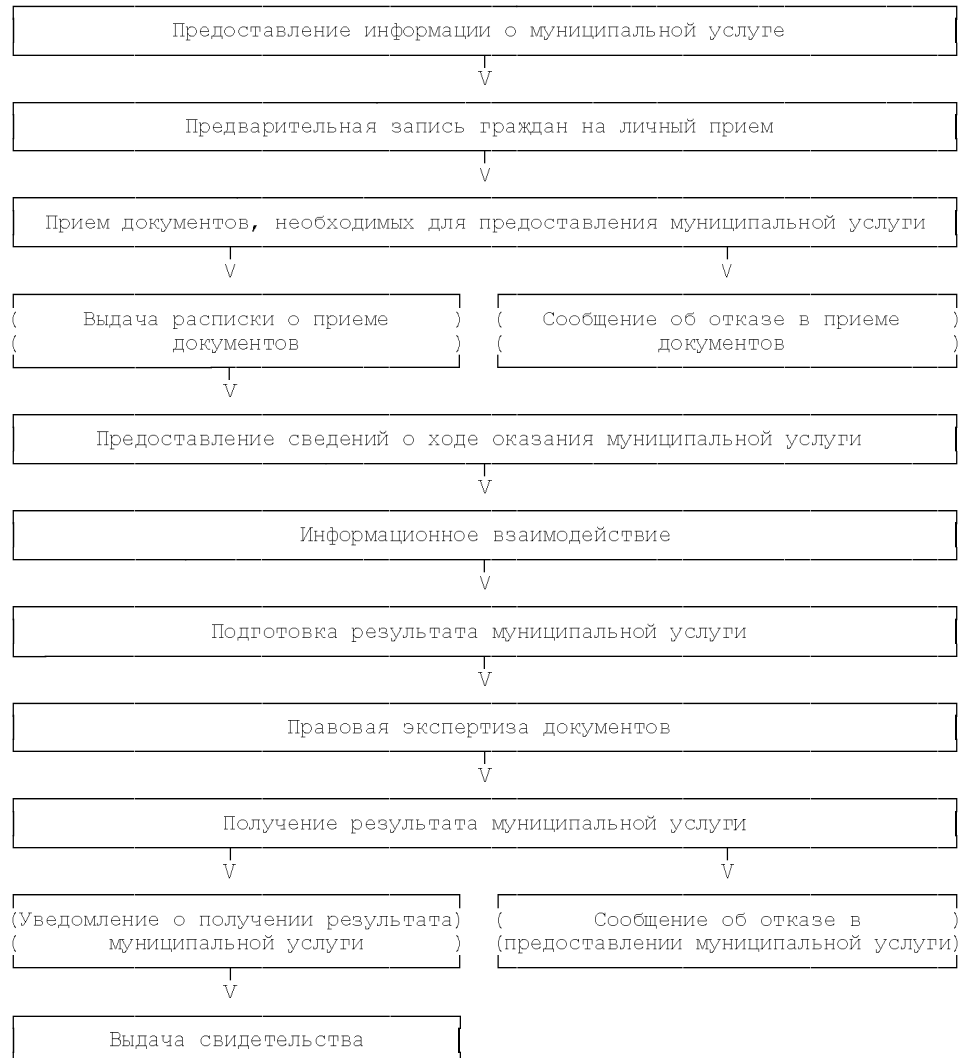 Предоставление информации о муниципальной услуге
V
Предварительная запись граждан на личный прием
V
Прием документов, необходимых для предоставления муниципальной услуги
V V
( Выдача расписки о приеме ) ( Сообщение об отказе в приеме )
( документов ) ( документов )
V
Предоставление сведений о ходе оказания муниципальной услуги
V
Информационное взаимодействие
V
Подготовка результата муниципальной услуги
V
Правовая экспертиза документов
V
Получение результата муниципальной услуги
V V
(Уведомление о получении результата) ( Сообщение об отказе в )
( муниципальной услуги ) (предоставлении муниципальной услуги)
V
Выдача свидетельства